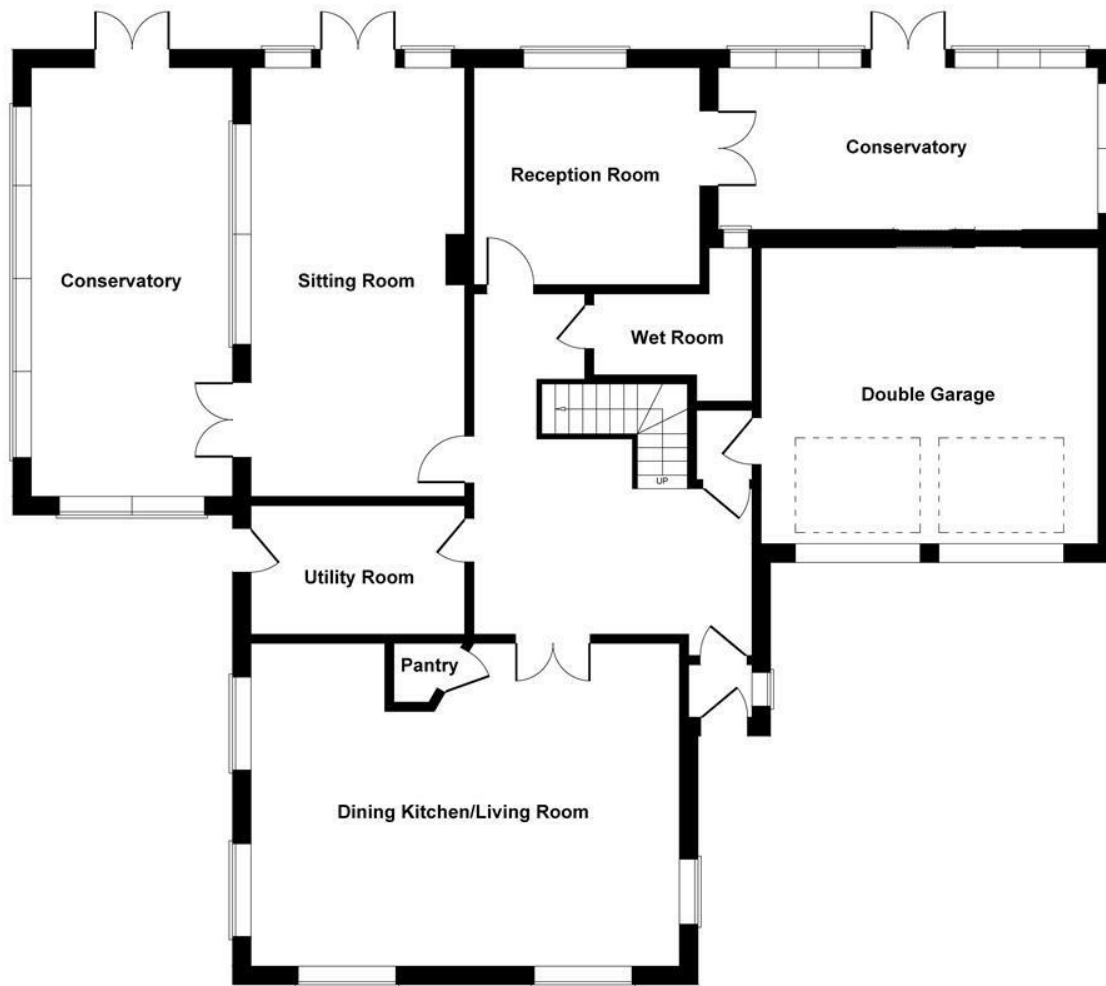 Reception Room
Conservatory
Conservatory
Sitting Room
Wet Room
Double Garage
UP
Utility Room
Pantry
Dining Kitchen/Living Room